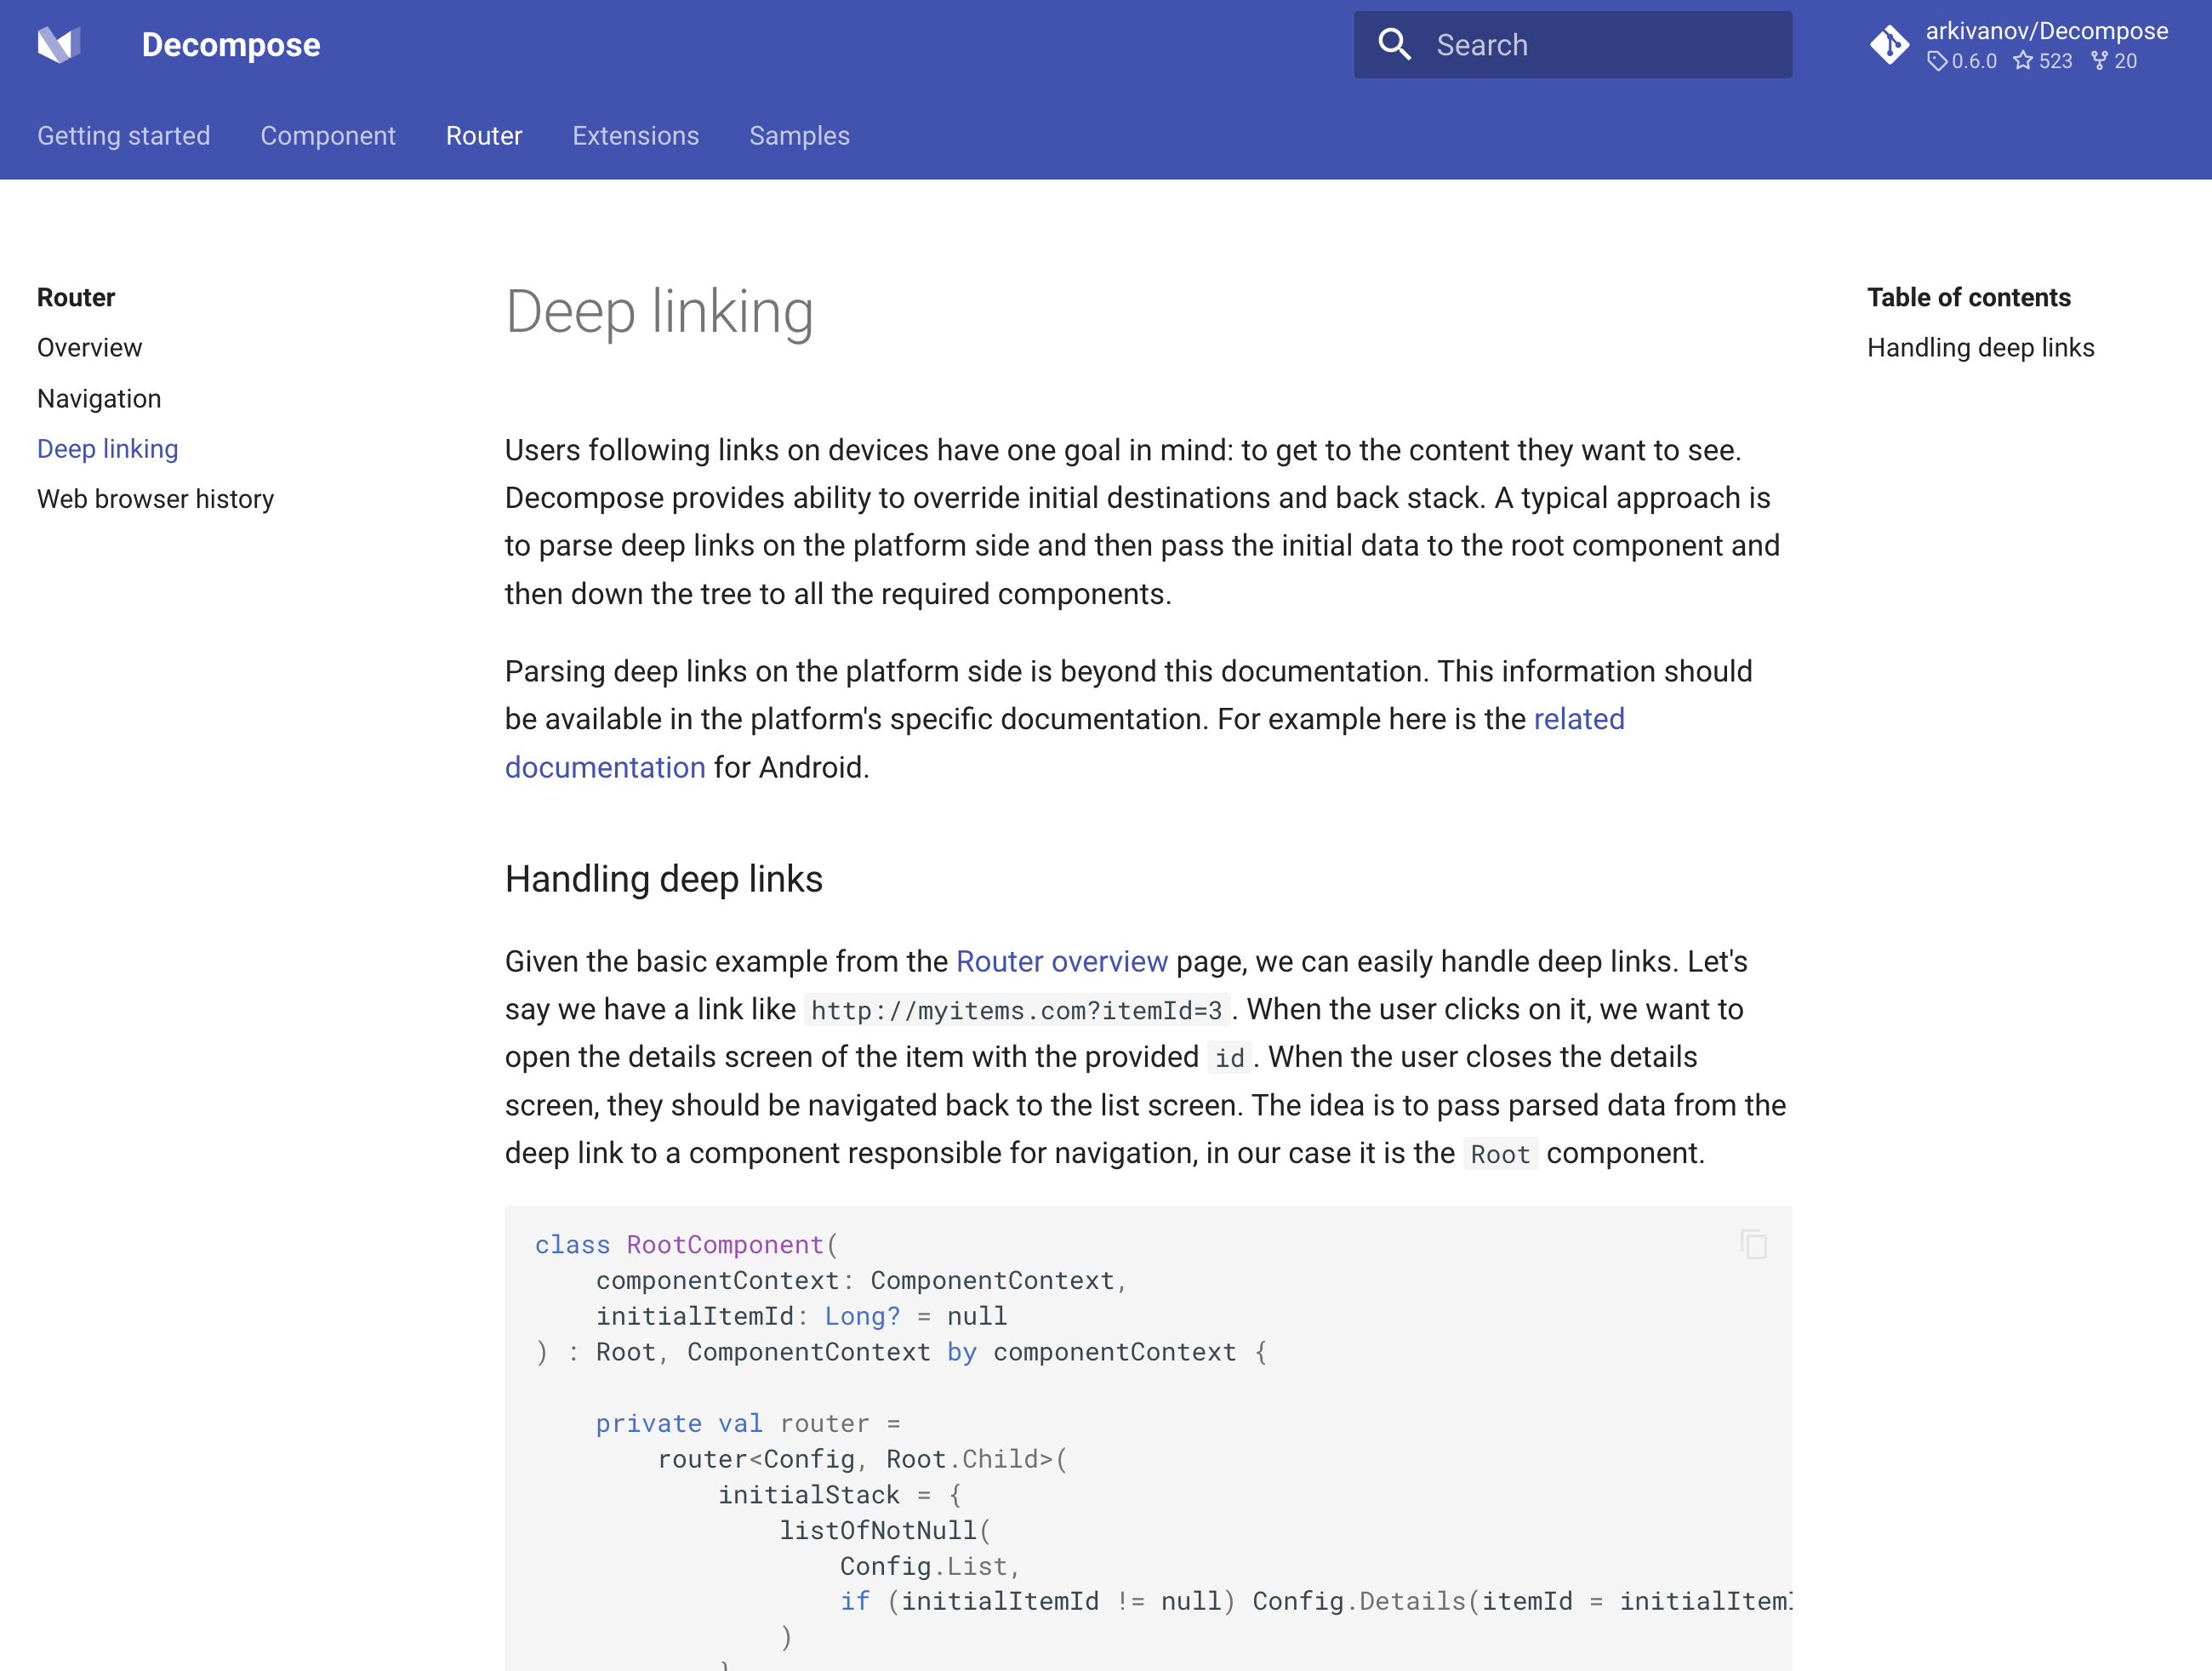 Decompose
Search
arkivanov/Decompose
0.6.0 523 20
Getting started Component Router Extensions Samples
Router
Overview
Navigation
Deep linking
Web browser history
Deep linking
Users following links on devices have one goal in mind: to get to the content they want to see.
Decompose provides ability to override initial destinations and back stack. A typical approach is
to parse deep links on the platform side and then pass the initial data to the root component and
then down the tree to all the required components.
Parsing deep links on the platform side is beyond this documentation. This information should
be available in the platform's specific documentation. For example here is the related
documentation for Android.
Handling deep links
Given the basic example from the Router overview page, we can easily handle deep links. Let's
say we have a link like http://myitems.com?itemId=3. When the user clicks on it, we want to
open the details screen of the item with the provided id. When the user closes the details
screen, they should be navigated back to the list screen. The idea is to pass parsed data from the
deep link to a component responsible for navigation, in our case it is the Root component.
class RootComponent(
    componentContext: ComponentContext,
    initialItemId: Long? = null
) : Root, ComponentContext by componentContext {
    private val router =
        router<Config, Root.Child>(
            initialStack = {
                listOfNotNull(
                    Config.List,
                    if (initialItemId != null) Config.Details(itemId = initialItemI
                )
            }
Table of contents
Handling deep links